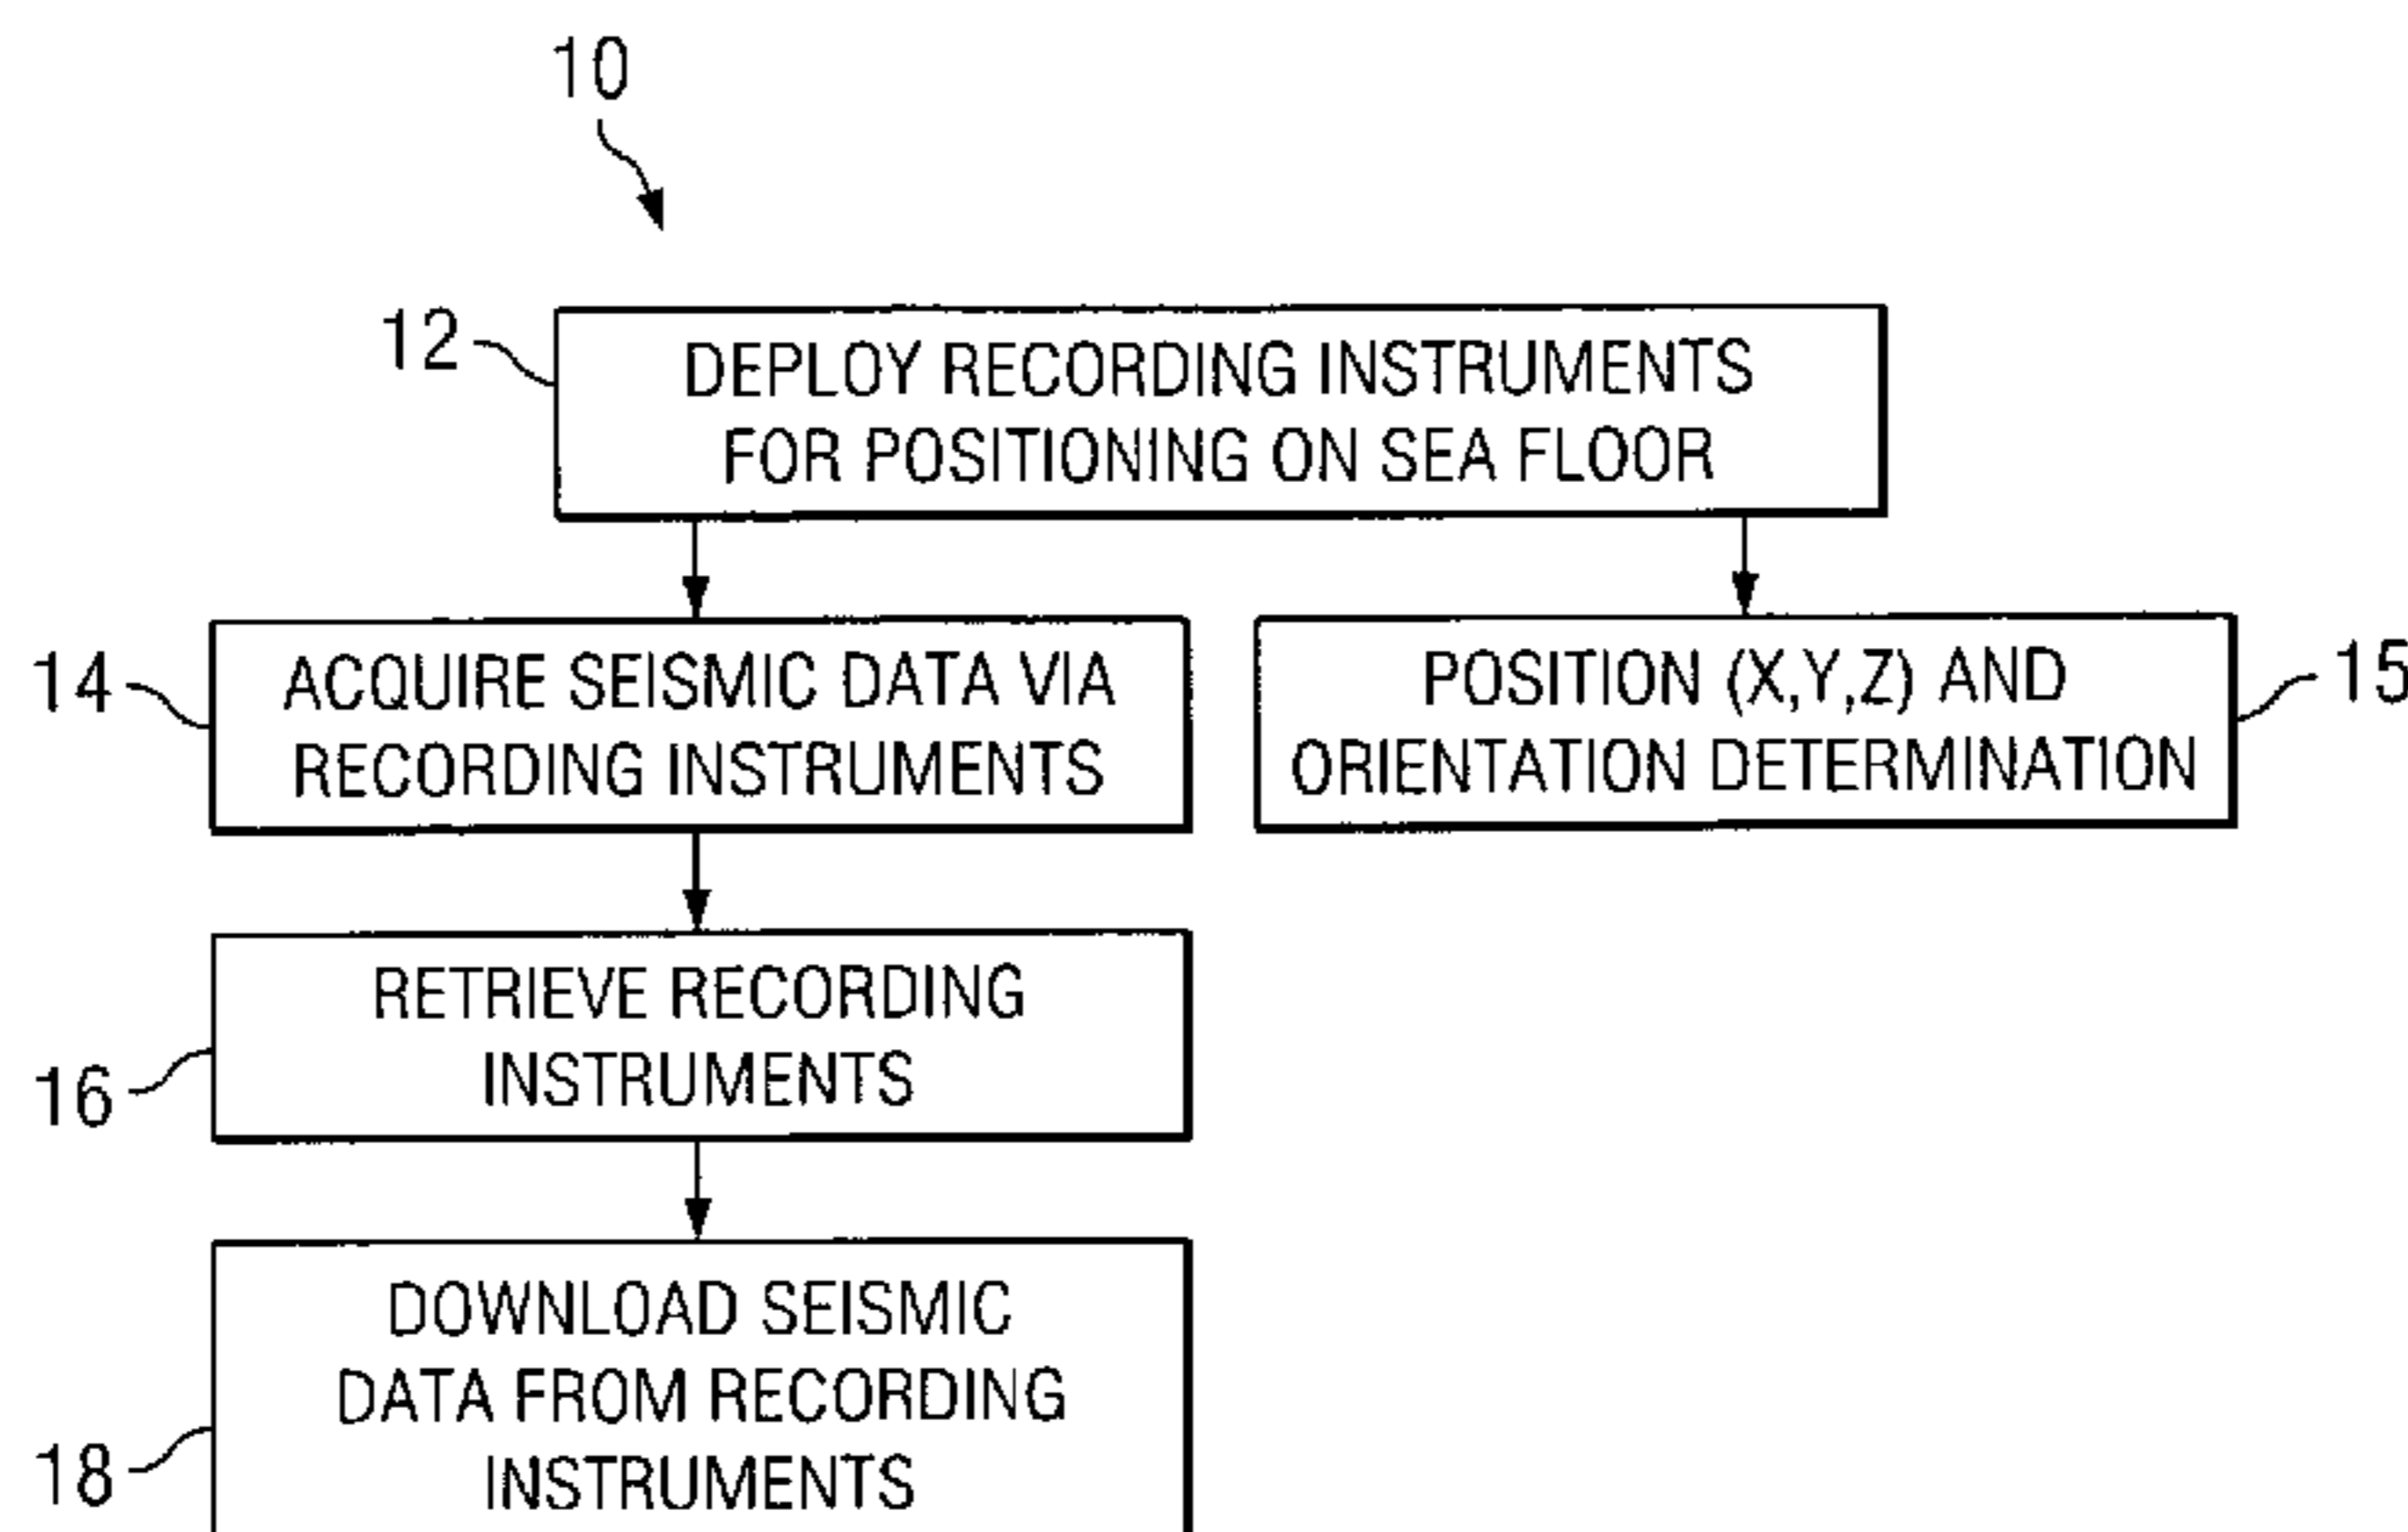 10
12
DEPLOY RECORDING INSTRUMENTS
FOR POSITIONING ON SEA FLOOR
14
ACQUIRE SEISMIC DATA VIA
RECORDING INSTRUMENTS
POSITION (X,Y,Z) AND
ORIENTATION DETERMINATION
15
16
RETRIEVE RECORDING
INSTRUMENTS
18
DOWNLOAD SEISMIC
DATA FROM RECORDING
INSTRUMENTS